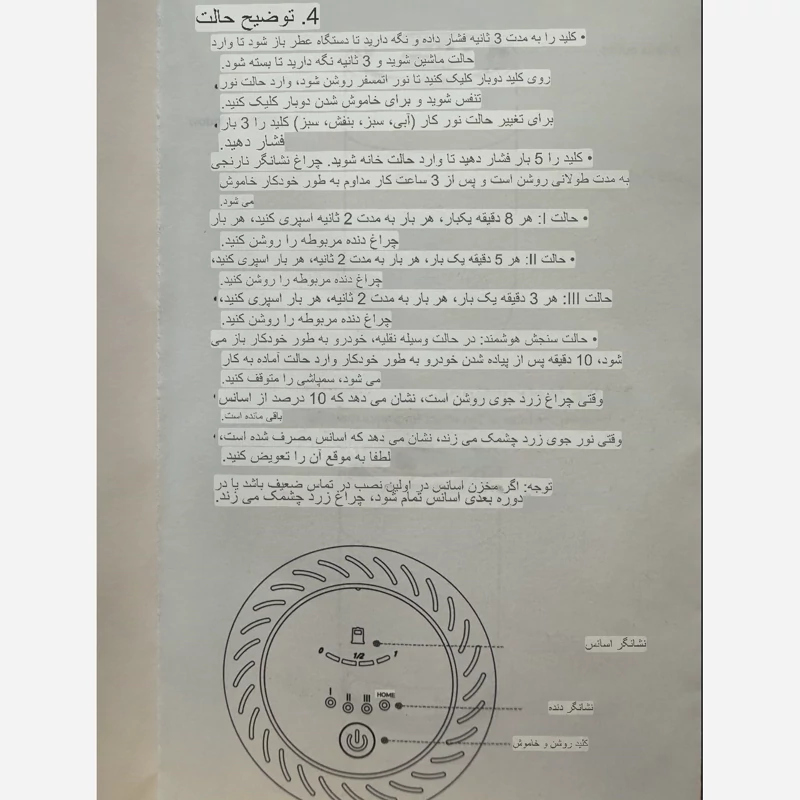 4. توضیح حالت
• کلید را به مدت 3 ثانیه فشار داده و نگه دارید تا دستگاه عطر باز شود تا وارد
حالت ماشین شوید و 3 ثانیه نگه دارید تا بسته شود.
• روی کلید دوبار کلیک کنید تا نور اتمسفر روشن شود، وارد حالت نور
تنفس شوید و برای خاموش شدن دوبار کلیک کنید.
• برای تغییر حالت نور کار (آبی، سبز، بنفش، سبز) کلید را 3 بار
فشار دهید.
• کلید را 5 بار فشار دهید تا وارد حالت خانه شوید. چراغ نشانگر نارنجی
به مدت طولانی روشن است و پس از 3 ساعت کار مداوم به طور خودکار خاموش
می شود.
• حالت I: هر 8 دقیقه یکبار، هر بار به مدت 2 ثانیه اسپری کنید، هر بار
چراغ دنده مربوطه را روشن کنید.
• حالت II: هر 5 دقیقه یک بار، هر بار به مدت 2 ثانیه، هر بار اسپری کنید،
چراغ دنده مربوطه را روشن کنید.
• حالت III: هر 3 دقیقه یک بار، هر بار به مدت 2 ثانیه، هر بار اسپری کنید،
چراغ دنده مربوطه را روشن کنید.
• حالت سنجش هوشمند: در حالت وسیله نقلیه، خودرو به طور خودکار باز می
شود، 10 دقیقه پس از پیاده شدن خودرو به طور خودکار وارد حالت آماده به کار
می شود، سمپاشی را متوقف کنید.
• وقتی چراغ زرد جوی روشن است، نشان می دهد که 10 درصد از اسانس
باقی مانده است.
• وقتی نور جوی زرد چشمک می زند، نشان می دهد که اسانس مصرف شده است،
لطفا به موقع آن را تعویض کنید.
توجه: اگر مخزن اسانس در اولین نصب در تماس ضعیف باشد یا در
دوره بعدی اسانس تمام شود، چراغ زرد چشمک می زند.
نشانگر اسانس
0 1/2 1
I II III HOME
نشانگر دنده
کلید روشن و خاموش